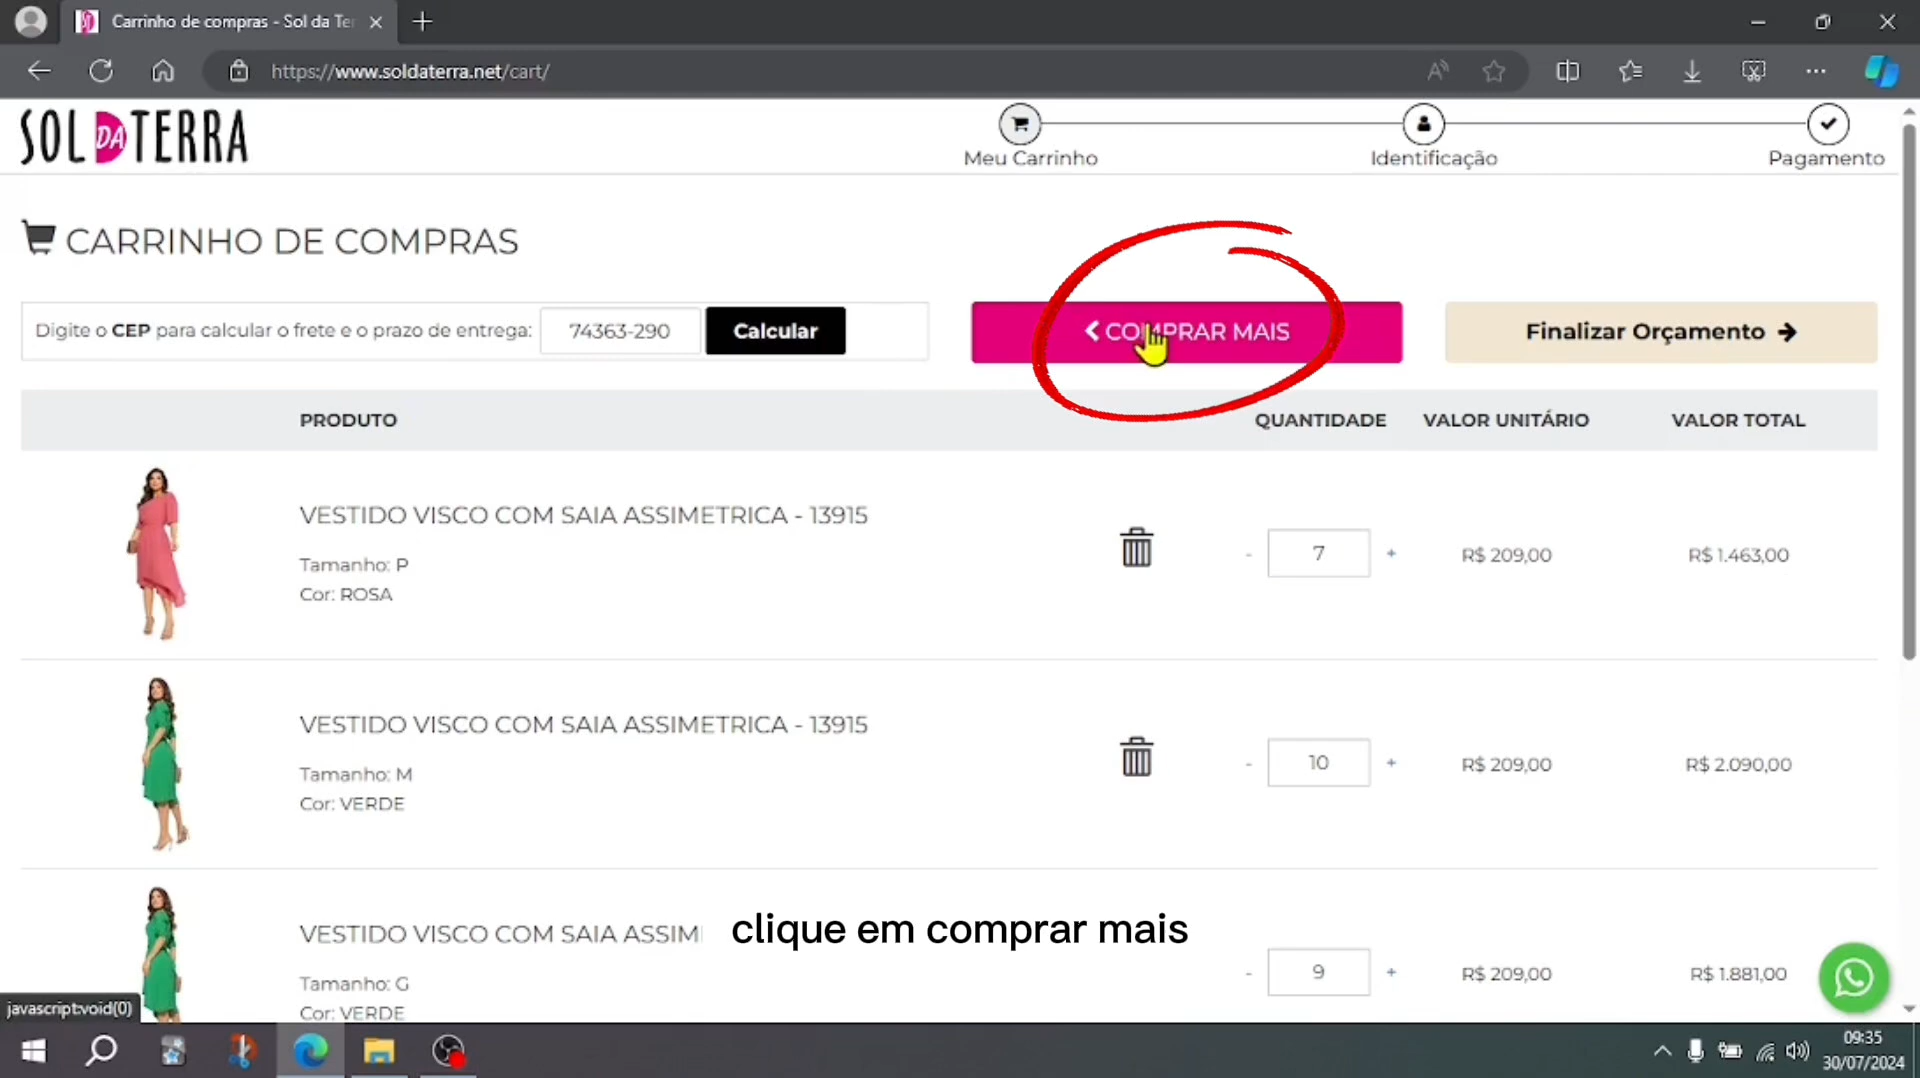 Carrinho de compras - Sol da Ter
https://www.soldaterra.net/cart/
SOL DA TERRA
Meu Carrinho
Identificação
Pagamento
CARRINHO DE COMPRAS
Digite o CEP para calcular o frete e o prazo de entrega: 74363-290 Calcular
COMPRAR MAIS
Finalizar Orçamento
PRODUTO QUANTIDADE VALOR UNITÁRIO VALOR TOTAL
VESTIDO VISCO COM SAIA ASSIMETRICA - 13915
Tamanho: P
Cor: ROSA
- 7 + R$ 209,00 R$ 1.463,00
VESTIDO VISCO COM SAIA ASSIMETRICA - 13915
Tamanho: M
Cor: VERDE
- 10 + R$ 209,00 R$ 2.090,00
VESTIDO VISCO COM SAIA ASSIM
clique em comprar mais
Tamanho: G
Cor: VERDE
- 9 + R$ 209,00 R$ 1.881,00
javascript:void(0)
09:35
30/07/2024